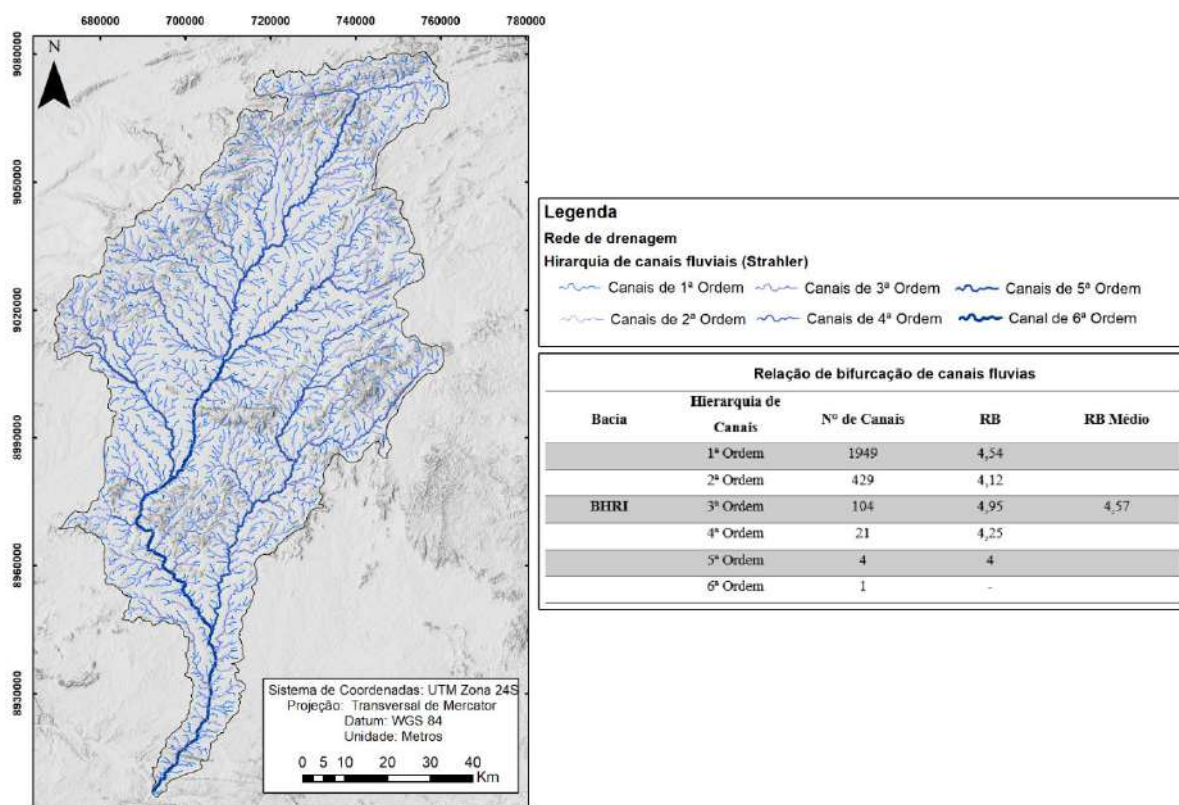 680000 700000 720000 740000 760000 780000
N
9080000
9050000
9020000
8990000
8960000
8930000
Sistema de Coordenadas: UTM Zona 24S
Projeção: Transversal de Mercator
Datum: WGS 84
Unidade: Metros
0 5 10 20 30 40
Km
Legenda
Rede de drenagem
Hirarquia de canais fluviais (Strahler)
Canais de 1ª Ordem Canais de 3ª Ordem Canais de 5ª Ordem
Canais de 2ª Ordem Canais de 4ª Ordem Canal de 6ª Ordem
Relação de bifurcação de canais fluvias
Bacia Hierarquia de Canais Nº de Canais RB RB Médio
1ª Ordem 1949 4,54
2ª Ordem 429 4,12
BHRI 3ª Ordem 104 4,95 4,57
4ª Ordem 21 4,25
5ª Ordem 4 4
6ª Ordem 1 -